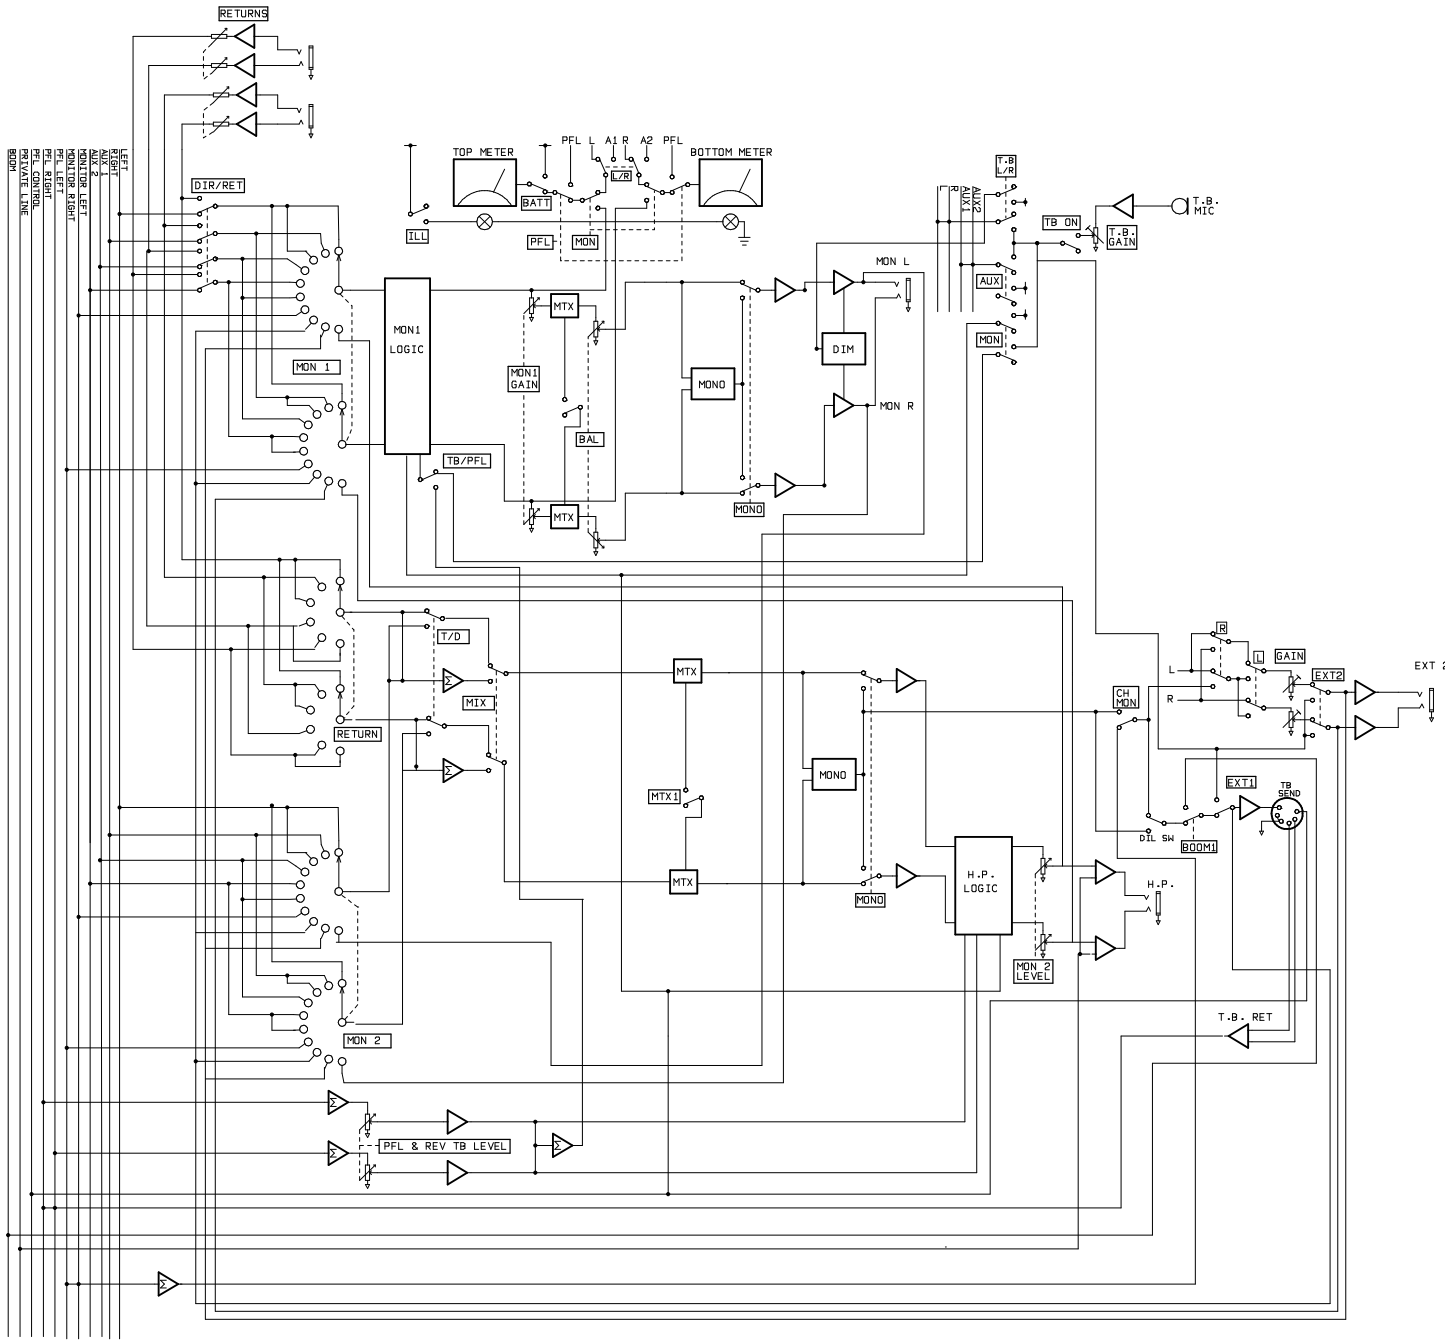 RETURNS
LEFT
RIGHT
AUX 1
AUX 2
MONITOR LEFT
MONITOR RIGHT
PFL LEFT
PFL RIGHT
PFL CONTROL
PRIVATE LINE
BOOM
DIR/RET
TOP METER
PFL L A1 R A2 PFL
BOTTOM METER
L/R
BATT
ILL
PFL
MON
T.B
L/R
L
R
AUX1
AUX2
TB ON
T.B.
MIC
T.B.
GAIN
AUX
MON
MON 1
MON1
LOGIC
MTX
MON1
GAIN
BAL
MTX
TB/PFL
MONO
MONO
MON L
DIM
MON R
T/D
Σ
MIX
RETURN
Σ
MTX
MTX1
MTX
MONO
MONO
H.P.
LOGIC
MON 2
LEVEL
H.P.
CH
MON
R
L
GAIN
EXT2
EXT 2
L
R
EXT1
TB
SEND
DIL SW
BOOM1
T.B. RET
MON 2
Σ
Σ
PFL & REV TB LEVEL
Σ
Σ